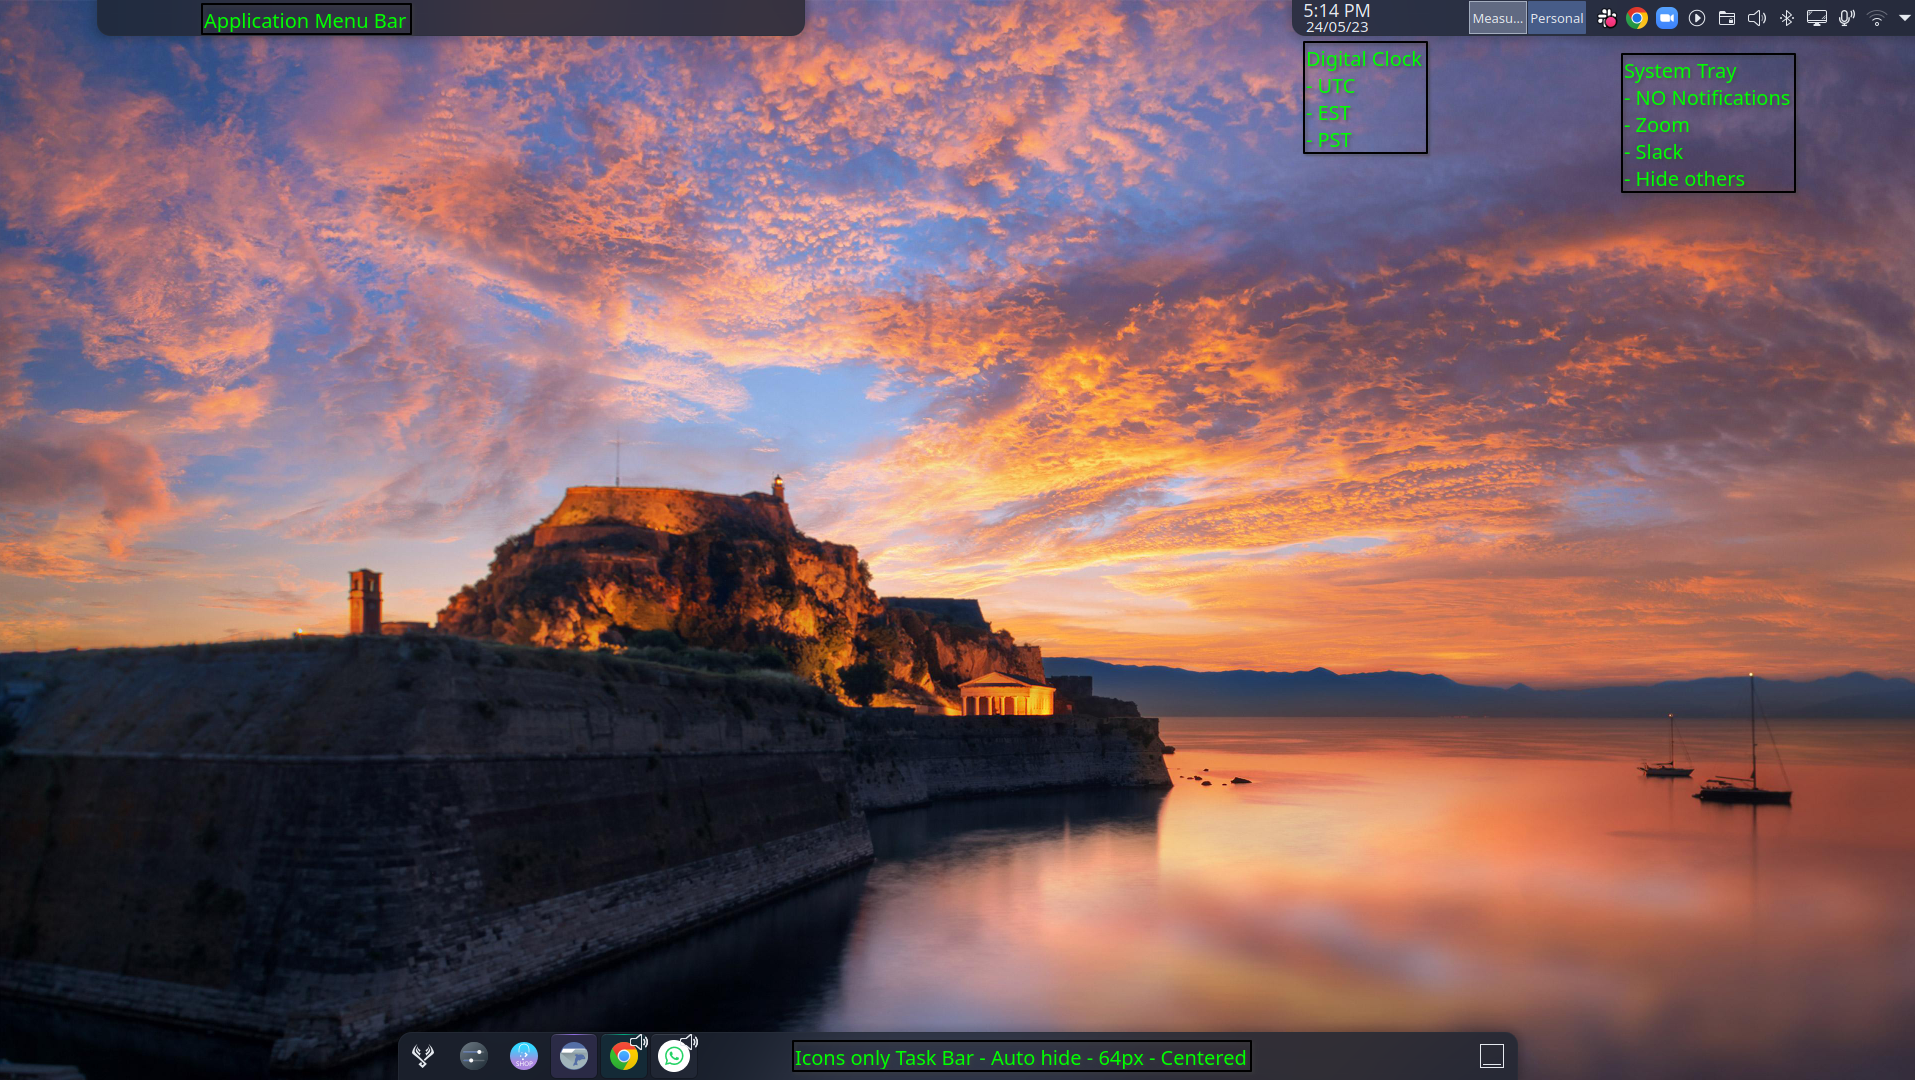 Application Menu Bar
5:14 PM
24/05/23
Measu...
Personal
Digital Clock
- UTC
- EST
- PST
System Tray
- NO Notifications
- Zoom
- Slack
- Hide others
SHOP
Icons only Task Bar - Auto hide - 64px - Centered